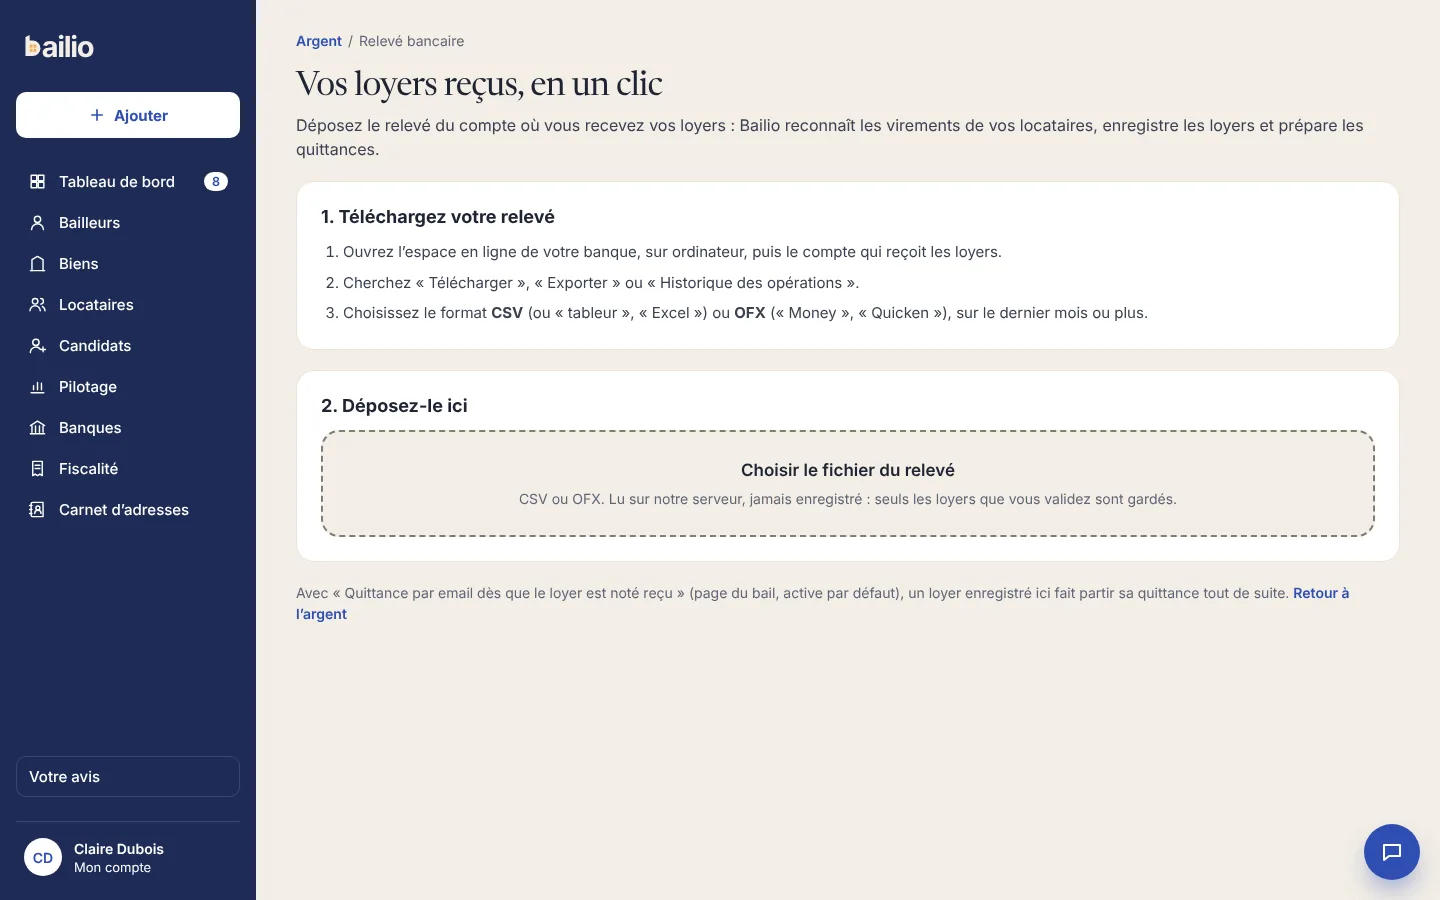 bailio
Ajouter
Tableau de bord 8
Bailleurs
Biens
Locataires
Candidats
Pilotage
Banques
Fiscalité
Carnet d’adresses
Votre avis
CD
Claire Dubois
Mon compte
Argent / Relevé bancaire
Vos loyers reçus, en un clic
Déposez le relevé du compte où vous recevez vos loyers : Bailio reconnaît les virements de vos locataires, enregistre les loyers et prépare les
quittances.
1. Téléchargez votre relevé
1. Ouvrez l’espace en ligne de votre banque, sur ordinateur, puis le compte qui reçoit les loyers.
2. Cherchez « Télécharger », « Exporter » ou « Historique des opérations ».
3. Choisissez le format CSV (ou « tableur », « Excel ») ou OFX (« Money », « Quicken »), sur le dernier mois ou plus.
2. Déposez-le ici
Choisir le fichier du relevé
CSV ou OFX. Lu sur notre serveur, jamais enregistré : seuls les loyers que vous validez sont gardés.
Avec « Quittance par email dès que le loyer est noté reçu » (page du bail, active par défaut), un loyer enregistré ici fait partir sa quittance tout de suite. Retour à
l’argent